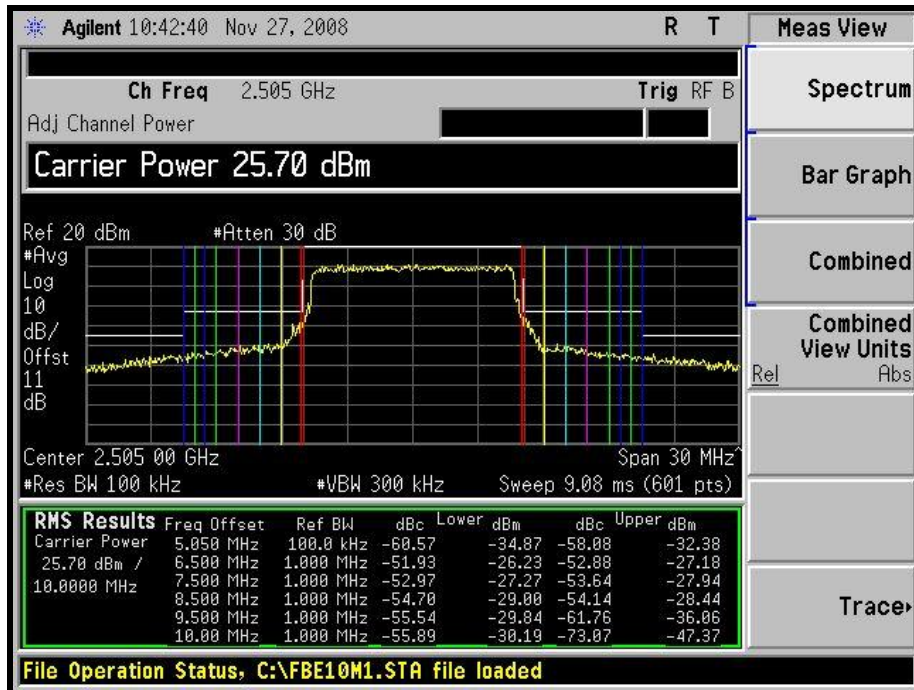 Agilent 10:42:40 Nov 27, 2008 R T
Meas View
Ch Freq 2.505 GHz Trig RF B
Adj Channel Power
Carrier Power 25.70 dBm
Ref 20 dBm #Atten 30 dB
#Avg
Log
10
dB/
Offst
11
dB
Center 2.505 00 GHz Span 30 MHz^
#Res BW 100 kHz #VBW 300 kHz Sweep 9.08 ms (601 pts)
RMS Results Freq Offset Ref BW dBc Lower dBm dBc Upper dBm
Carrier Power 5.050 MHz 100.0 kHz -60.57 -34.87 -58.08 -32.38
25.70 dBm / 6.500 MHz 1.000 MHz -51.93 -26.23 -52.88 -27.18
10.0000 MHz 7.500 MHz 1.000 MHz -52.97 -27.27 -53.64 -27.94
8.500 MHz 1.000 MHz -54.70 -29.00 -54.14 -28.44
9.500 MHz 1.000 MHz -55.54 -29.84 -61.76 -36.06
10.00 MHz 1.000 MHz -55.89 -30.19 -73.07 -47.37
File Operation Status, C:\FBE10M1.STA file loaded
Spectrum
Bar Graph
Combined
Combined
View Units
Rel Abs
Trace